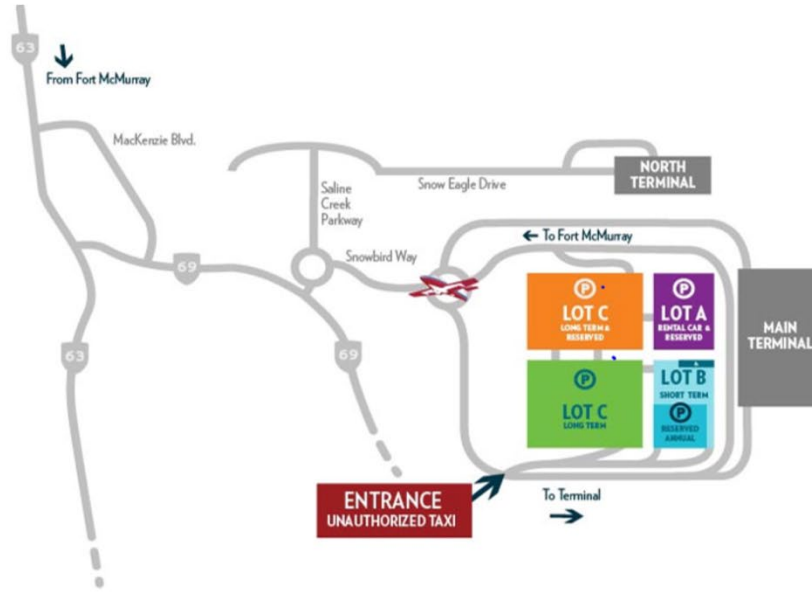 63
From Fort McMurray
MacKenzie Blvd.
Saline
Creek
Parkway
Snow Eagle Drive
NORTH
TERMINAL
69
Snowbird Way
To Fort McMurray
P
LOT C
LONG TERM &
RESERVED
P
LOT A
RENTAL CAR &
RESERVED
MAIN
TERMINAL
63
69
P
LOT C
LONG TERM
LOT B
SHORT TERM
P
RESERVED
ANNUAL
ENTRANCE
UNAUTHORIZED TAXI
To Terminal